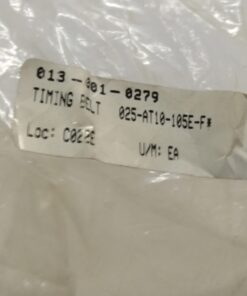 013-001-0279
TIMING BELT 025-AT10-105E-F*
Loc: U/M: EA